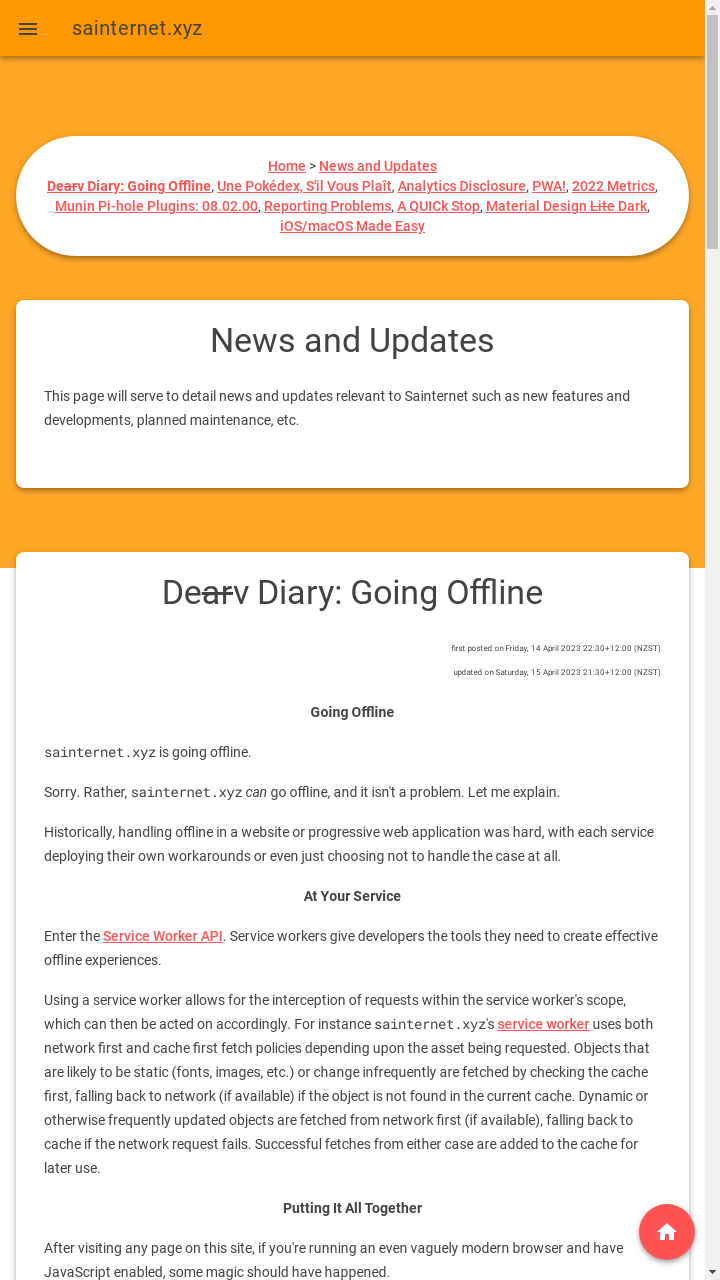 sainternet.xyz
Home > News and Updates
Dearv Diary: Going Offline, Une Pokédex, S'il Vous Plaît, Analytics Disclosure, PWA!, 2022 Metrics,
Munin Pi-hole Plugins: 08.02.00, Reporting Problems, A QUICk Stop, Material Design Lite Dark,
iOS/macOS Made Easy
News and Updates
This page will serve to detail news and updates relevant to Sainternet such as new features and
developments, planned maintenance, etc.
Dearv Diary: Going Offline
first posted on Friday, 14 April 2023 22:30+12:00 (NZST)
updated on Saturday, 15 April 2023 21:30+12:00 (NZST)
Going Offline
sainternet.xyz is going offline.
Sorry. Rather, sainternet.xyz can go offline, and it isn't a problem. Let me explain.
Historically, handling offline in a website or progressive web application was hard, with each service
deploying their own workarounds or even just choosing not to handle the case at all.
At Your Service
Enter the Service Worker API. Service workers give developers the tools they need to create effective
offline experiences.
Using a service worker allows for the interception of requests within the service worker's scope,
which can then be acted on accordingly. For instance sainternet.xyz's service worker uses both
network first and cache first fetch policies depending upon the asset being requested. Objects that
are likely to be static (fonts, images, etc.) or change infrequently are fetched by checking the cache
first, falling back to network (if available) if the object is not found in the current cache. Dynamic or
otherwise frequently updated objects are fetched from network first (if available), falling back to
cache if the network request fails. Successful fetches from either case are added to the cache for
later use.
Putting It All Together
After visiting any page on this site, if you're running an even vaguely modern browser and have
JavaScript enabled, some magic should have happened.